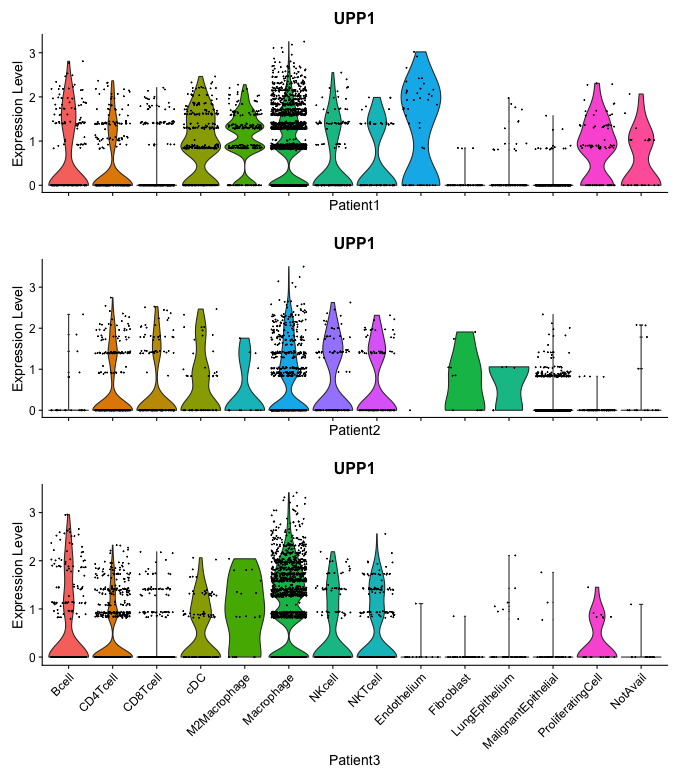 UPP1
Expression Level
3
2
1
0
Patient1
UPP1
Expression Level
3
2
1
0
Patient2
UPP1
Expression Level
3
2
1
0
Bcell
CD4Tcell
CD8Tcell
cDC
M2Macrophage
Macrophage
NKcell
NKTcell
Endothelium
Fibroblast
LungEpithelium
MalignantEpithelial
ProliferatingCell
NotAvail
Patient3